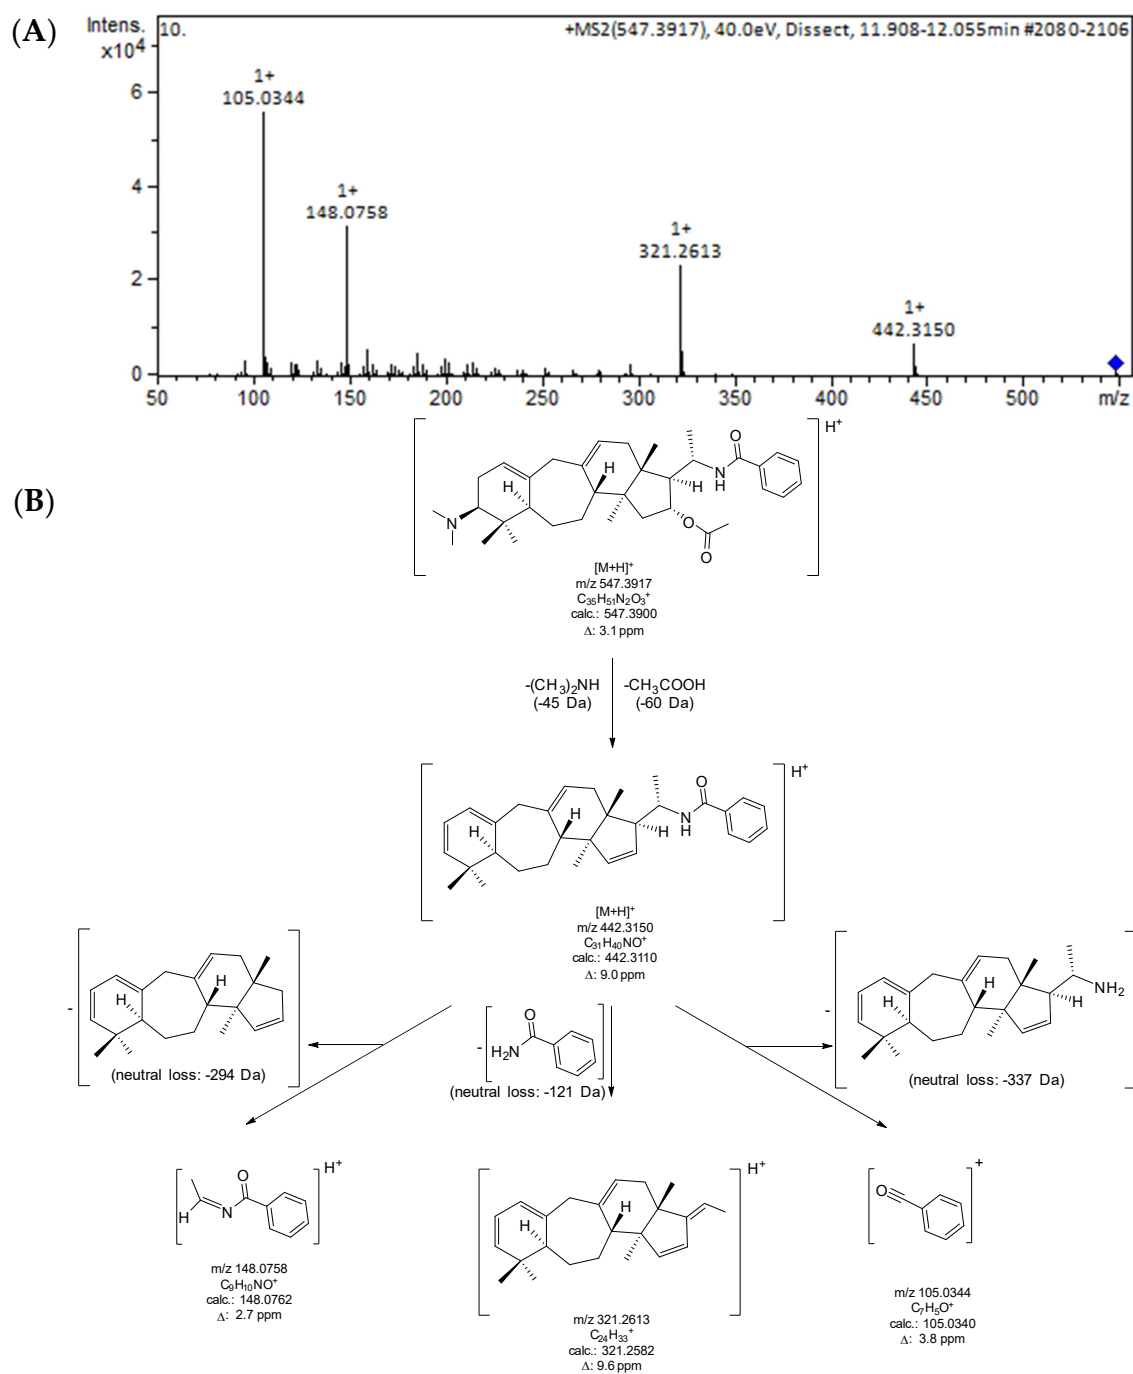 (A)
Intens.
x10⁴
10.
+MS2(547.3917), 40.0eV, Dissect, 11.908-12.055min #2080-2106
6
4
2
0
1+
105.0344
1+
148.0758
1+
321.2613
1+
442.3150
50 100 150 200 250 300 350 400 450 500 m/z
(B)
H⁺
H
H
H
N
H
O
N
O
O
[M+H]⁺
m/z 547.3917
C₃₅H₅₁N₂O₃⁺
calc.: 547.3900
Δ: 3.1 ppm
-(CH₃)₂NH
(-45 Da)
-CH₃COOH
(-60 Da)
H⁺
H
H
H
N
H
O
[M+H]⁺
m/z 442.3150
C₃₁H₄₀NO⁺
calc.: 442.3110
Δ: 9.0 ppm
-
H
H
(neutral loss: -294 Da)
-
O
H₂N
(neutral loss: -121 Da)
-
H
H
H
NH₂
(neutral loss: -337 Da)
H⁺
H
N
O
m/z 148.0758
C₉H₁₀NO⁺
calc.: 148.0762
Δ: 2.7 ppm
H⁺
H
H
m/z 321.2613
C₂₄H₃₃⁺
calc.: 321.2582
Δ: 9.6 ppm
+
O
m/z 105.0344
C₇H₅O⁺
calc.: 105.0340
Δ: 3.8 ppm